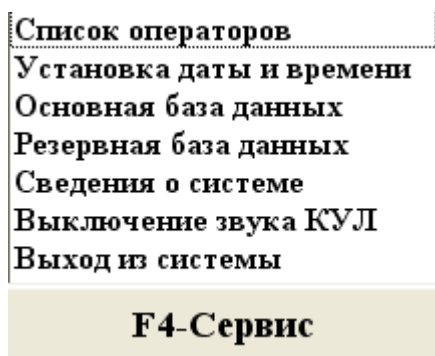 Список операторов
Установка даты и времени
Основная база данных
Резервная база данных
Сведения о системе
Выключение звука КУЛ
Выход из системы
F4-Сервис